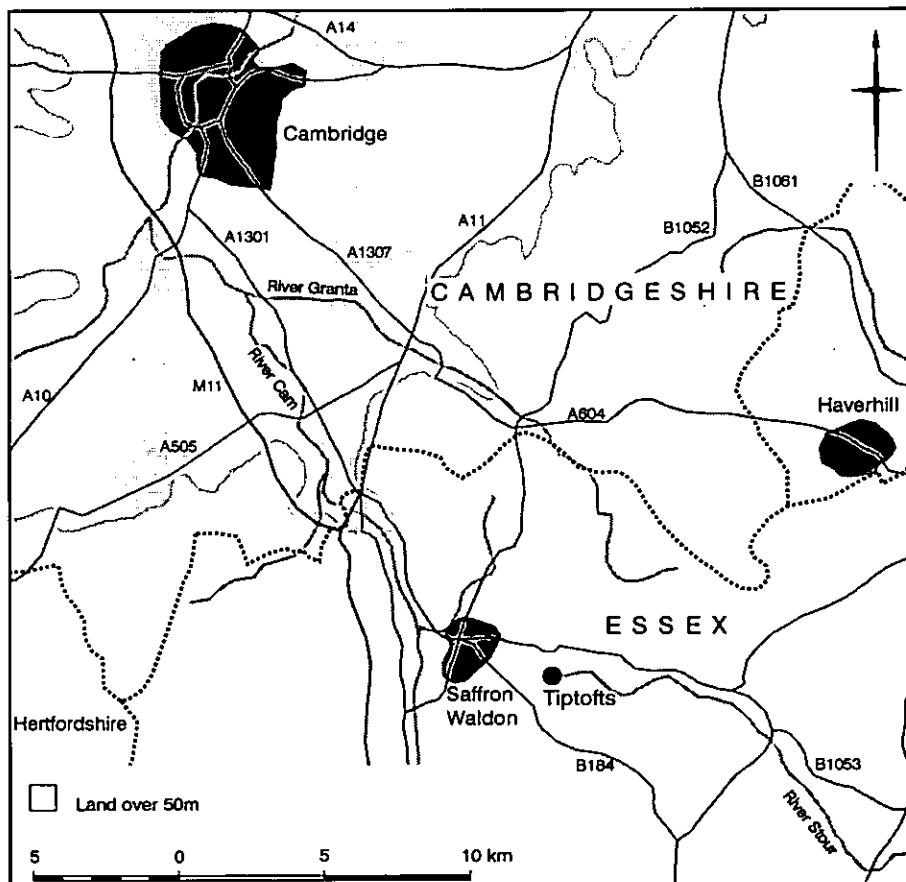 A14
Cambridge
B1061
A11
B1052
A1301
A1307
River Granta
CAMBRIDGESHIRE
River Cam
M11
A10
Haverhill
A604
A505
ESSEX
Saffron
Waldon
Tiptofts
Hertfordshire
B184
B1053
Land over 50m
River Stour
5 0 5 10 km